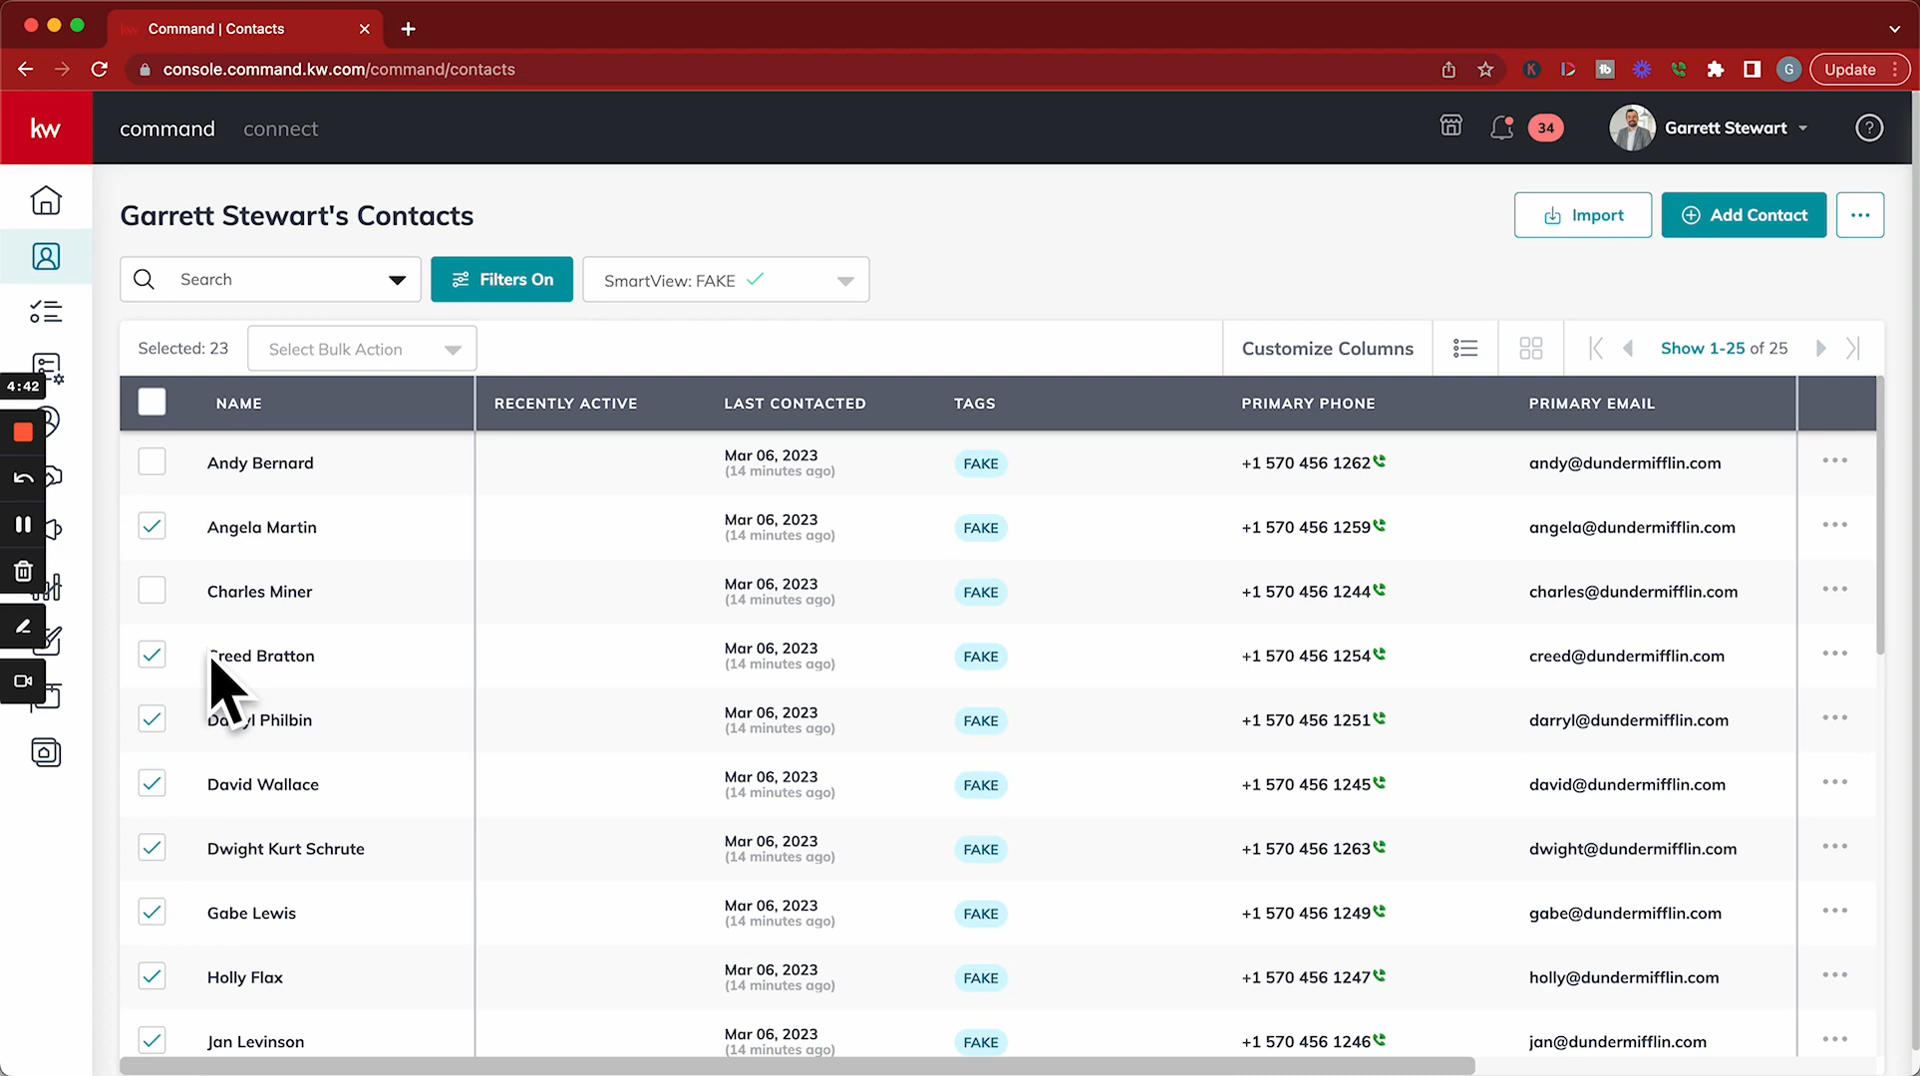 Command | Contacts
console.command.kw.com/command/contacts
Update
kw command connect
34 Garrett Stewart
Garrett Stewart's Contacts
Import Add Contact
Search Filters On SmartView: FAKE
Selected: 23 Select Bulk Action Customize Columns Show 1-25 of 25
4:42
NAME RECENTLY ACTIVE LAST CONTACTED TAGS PRIMARY PHONE PRIMARY EMAIL
Andy Bernard Mar 06, 2023 (14 minutes ago) FAKE +1 570 456 1262 andy@dundermifflin.com
Angela Martin Mar 06, 2023 (14 minutes ago) FAKE +1 570 456 1259 angela@dundermifflin.com
Charles Miner Mar 06, 2023 (14 minutes ago) FAKE +1 570 456 1244 charles@dundermifflin.com
Creed Bratton Mar 06, 2023 (14 minutes ago) FAKE +1 570 456 1254 creed@dundermifflin.com
Philbin Mar 06, 2023 (14 minutes ago) FAKE +1 570 456 1251 darryl@dundermifflin.com
David Wallace Mar 06, 2023 (14 minutes ago) FAKE +1 570 456 1245 david@dundermifflin.com
Dwight Kurt Schrute Mar 06, 2023 (14 minutes ago) FAKE +1 570 456 1263 dwight@dundermifflin.com
Gabe Lewis Mar 06, 2023 (14 minutes ago) FAKE +1 570 456 1249 gabe@dundermifflin.com
Holly Flax Mar 06, 2023 (14 minutes ago) FAKE +1 570 456 1247 holly@dundermifflin.com
Jan Levinson Mar 06, 2023 (14 minutes ago) FAKE +1 570 456 1246 jan@dundermifflin.com